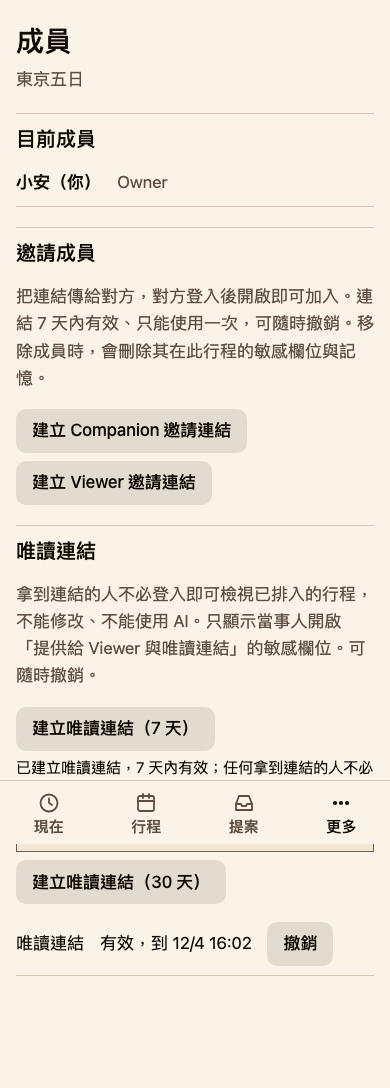 成員
東京五日
目前成員
小安（你） Owner
邀請成員
把連結傳給對方，對方登入後開啟即可加入。連
結 7 天內有效、只能使用一次，可隨時撤銷。移
除成員時，會刪除其在此行程的敏感欄位與記
憶。
建立 Companion 邀請連結
建立 Viewer 邀請連結
唯讀連結
拿到連結的人不必登入即可檢視已排入的行程，
不能修改、不能使用 AI。只顯示當事人開啟
「提供給 Viewer 與唯讀連結」的敏感欄位。可
隨時撤銷。
建立唯讀連結（7 天）
已建立唯讀連結，7 天內有效；任何拿到連結的人不必
現在 行程 提案 更多
建立唯讀連結（30 天）
唯讀連結 有效，到 12/4 16:02 撤銷